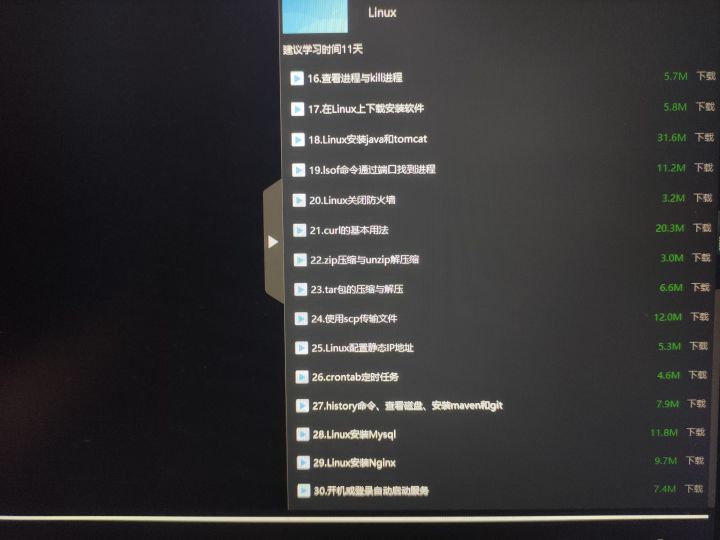 Linux
建议学习时间11天
16.查看进程与kill进程 5.7M 下载
17.在Linux上下载安装软件 5.8M 下载
18.Linux安装java和tomcat 31.6M 下载
19.lsof命令通过端口找到进程 11.2M 下载
20.Linux关闭防火墙 3.2M 下载
21.curl的基本用法 20.3M 下载
22.zip压缩与unzip解压缩 3.0M 下载
23.tar包的压缩与解压 6.6M 下载
24.使用scp传输文件 12.0M 下载
25.Linux配置静态IP地址 5.3M 下载
26.crontab定时任务 4.6M 下载
27.history命令、查看磁盘、安装maven和git 7.9M 下载
28.Linux安装Mysql 11.8M 下载
29.Linux安装Nginx 9.7M 下载
30.开机或登录自动启动服务 7.4M 下载